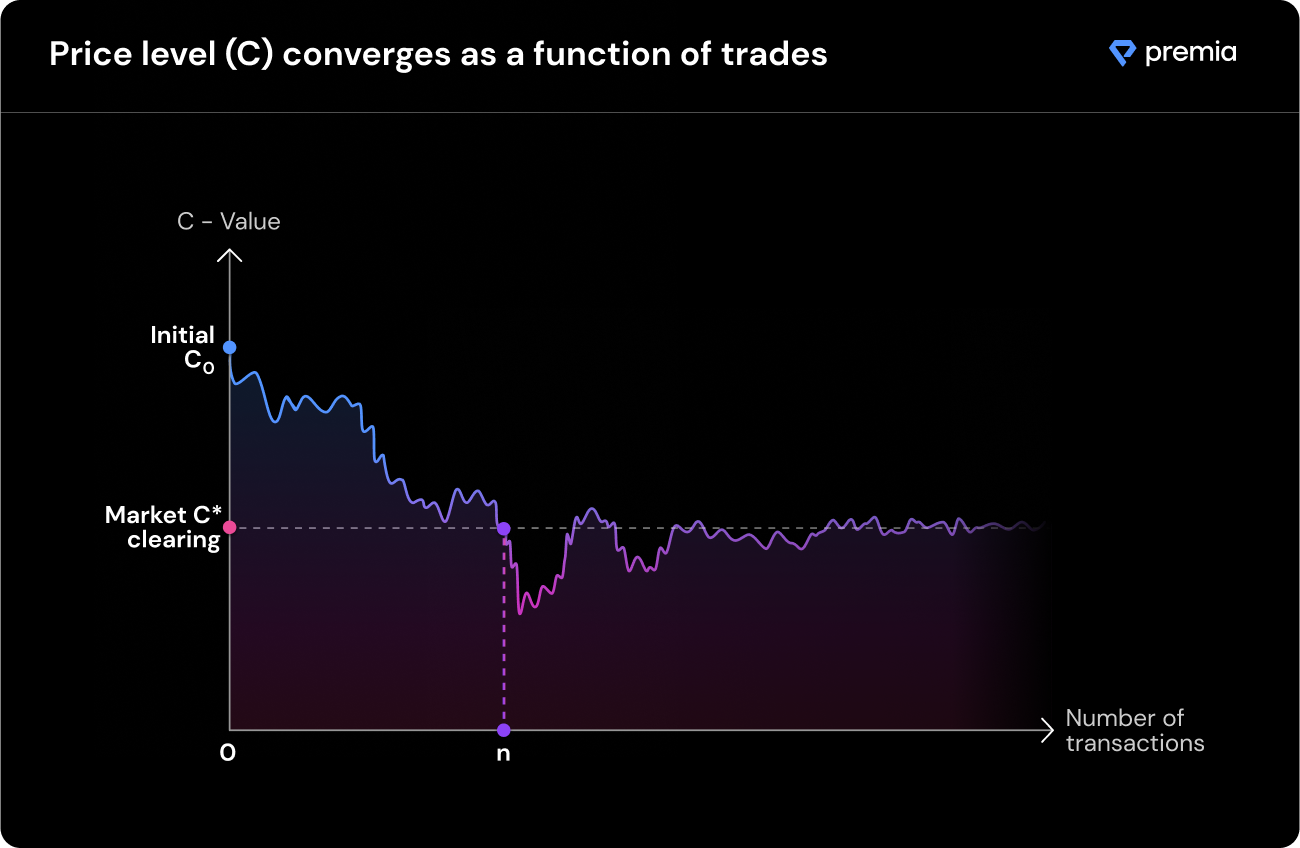 Price level (C) converges as a function of trades
premia
C – Value
Initial
C₀
Market C*
clearing
0
n
Number of
transactions